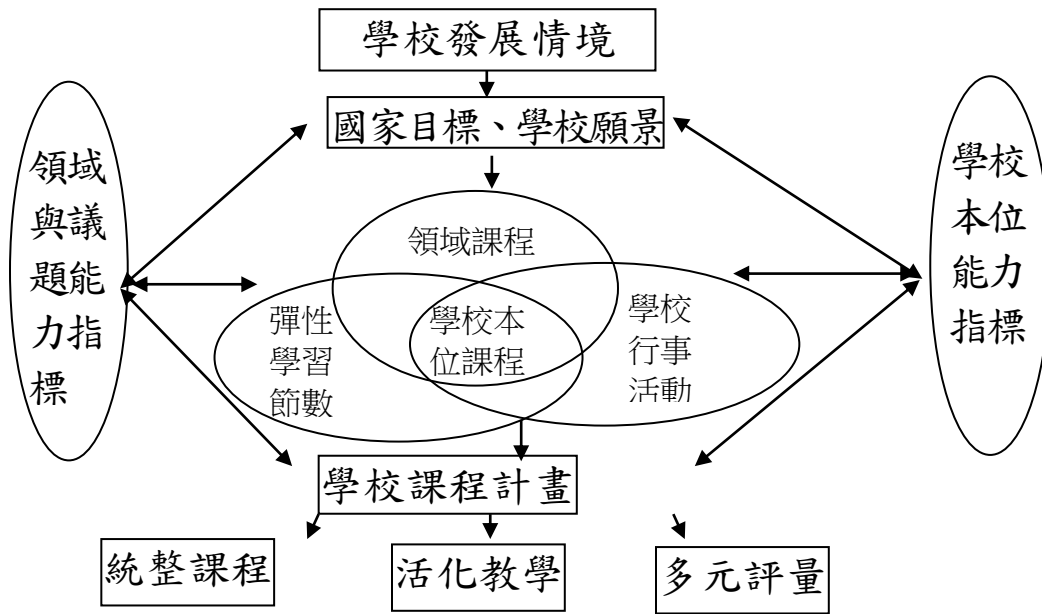 學校發展情境
國家目標、學校願景
領域
與議
題能
力指
標
學校
本位
能力
指標
領域課程
彈性
學習
節數
學校本
位課程
學校
行事
活動
學校課程計畫
統整課程
活化教學
多元評量